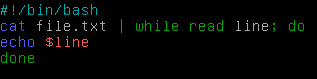 #!/bin/bash
cat file.txt | while read line; do
echo $line
done